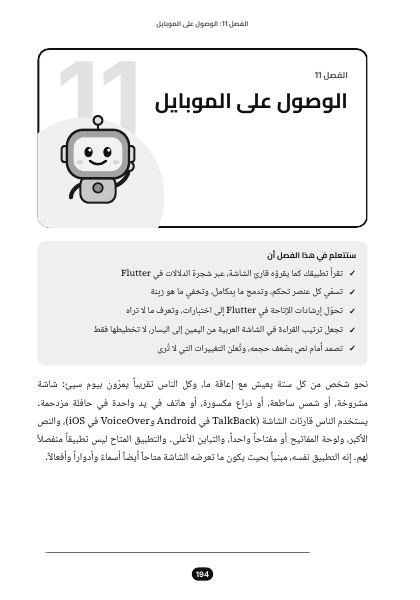 الفصل 11: الوصول على الموبايل
11
الفصل 11
الوصول على الموبايل
ستتعلم في هذا الفصل أن
✓ تقرأ تطبيقك كما يقرؤه قارئ الشاشة، عبر شجرة الدلالات في Flutter
✓ تسمّي كل عنصر تحكم، وتدمج ما يتكامل، وتخفي ما هو زينة
✓ تحوّل إرشادات الإتاحة في Flutter إلى اختبارات، وتعرف ما لا تراه
✓ تجعل ترتيب القراءة في الشاشة العربية من اليمين إلى اليسار، لا تخطيطها فقط
✓ تصمد أمام نص بضعف حجمه، وتُعلن التغييرات التي لا تُرى
نحو شخص من كل ستة يعيش مع إعاقة ما، وكل الناس تقريباً يمرّون بيوم سيئ: شاشة
مشروخة، أو شمس ساطعة، أو ذراع مكسورة، أو هاتف في يد واحدة في حافلة مزدحمة.
يستخدم الناس قارئات الشاشة (TalkBack في Android وVoiceOver في iOS)، والنص
الأكبر، ولوحة المفاتيح أو مفتاحاً واحداً، والتباين الأعلى. والتطبيق المتاح ليس تطبيقاً منفصلاً
لهم. إنه التطبيق نفسه، مبنياً بحيث يكون ما تعرضه الشاشة متاحاً أيضاً أسماءً وأدواراً وأفعالاً.
194